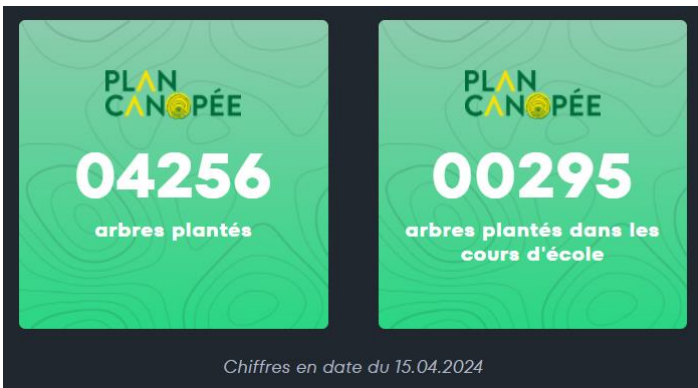 PLAN
CANOPÉE
04256
arbres plantés
PLAN
CANOPÉE
00295
arbres plantés dans les
cours d'école
Chiffres en date du 15.04.2024